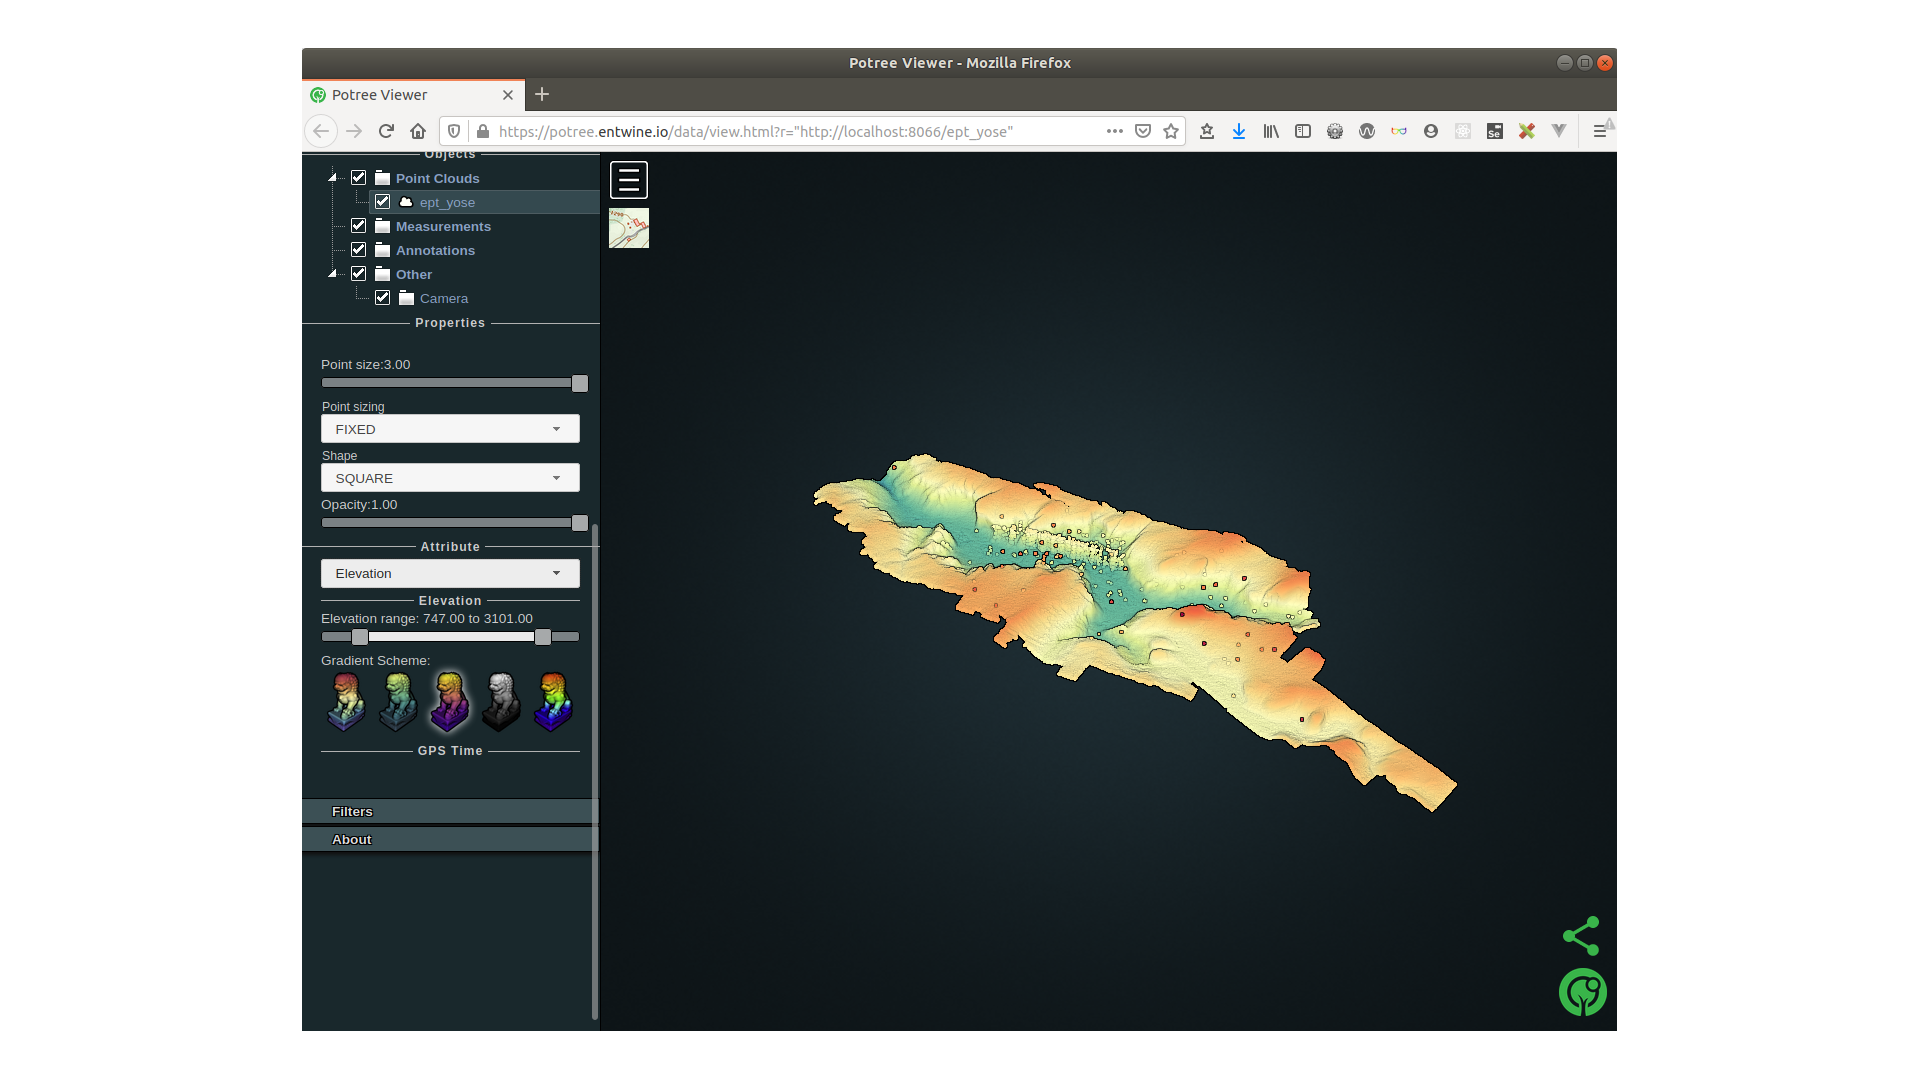 Potree Viewer - Mozilla Firefox
Potree Viewer
https://potree.entwine.io/data/view.html?r="http://localhost:8066/ept_yose"
Se
Objects
Point Clouds
ept_yose
Measurements
Annotations
Other
Camera
Properties
Point size:3.00
Point sizing
FIXED
Shape
SQUARE
Opacity:1.00
Attribute
Elevation
Elevation
Elevation range: 747.00 to 3101.00
Gradient Scheme:
GPS Time
Filters
About